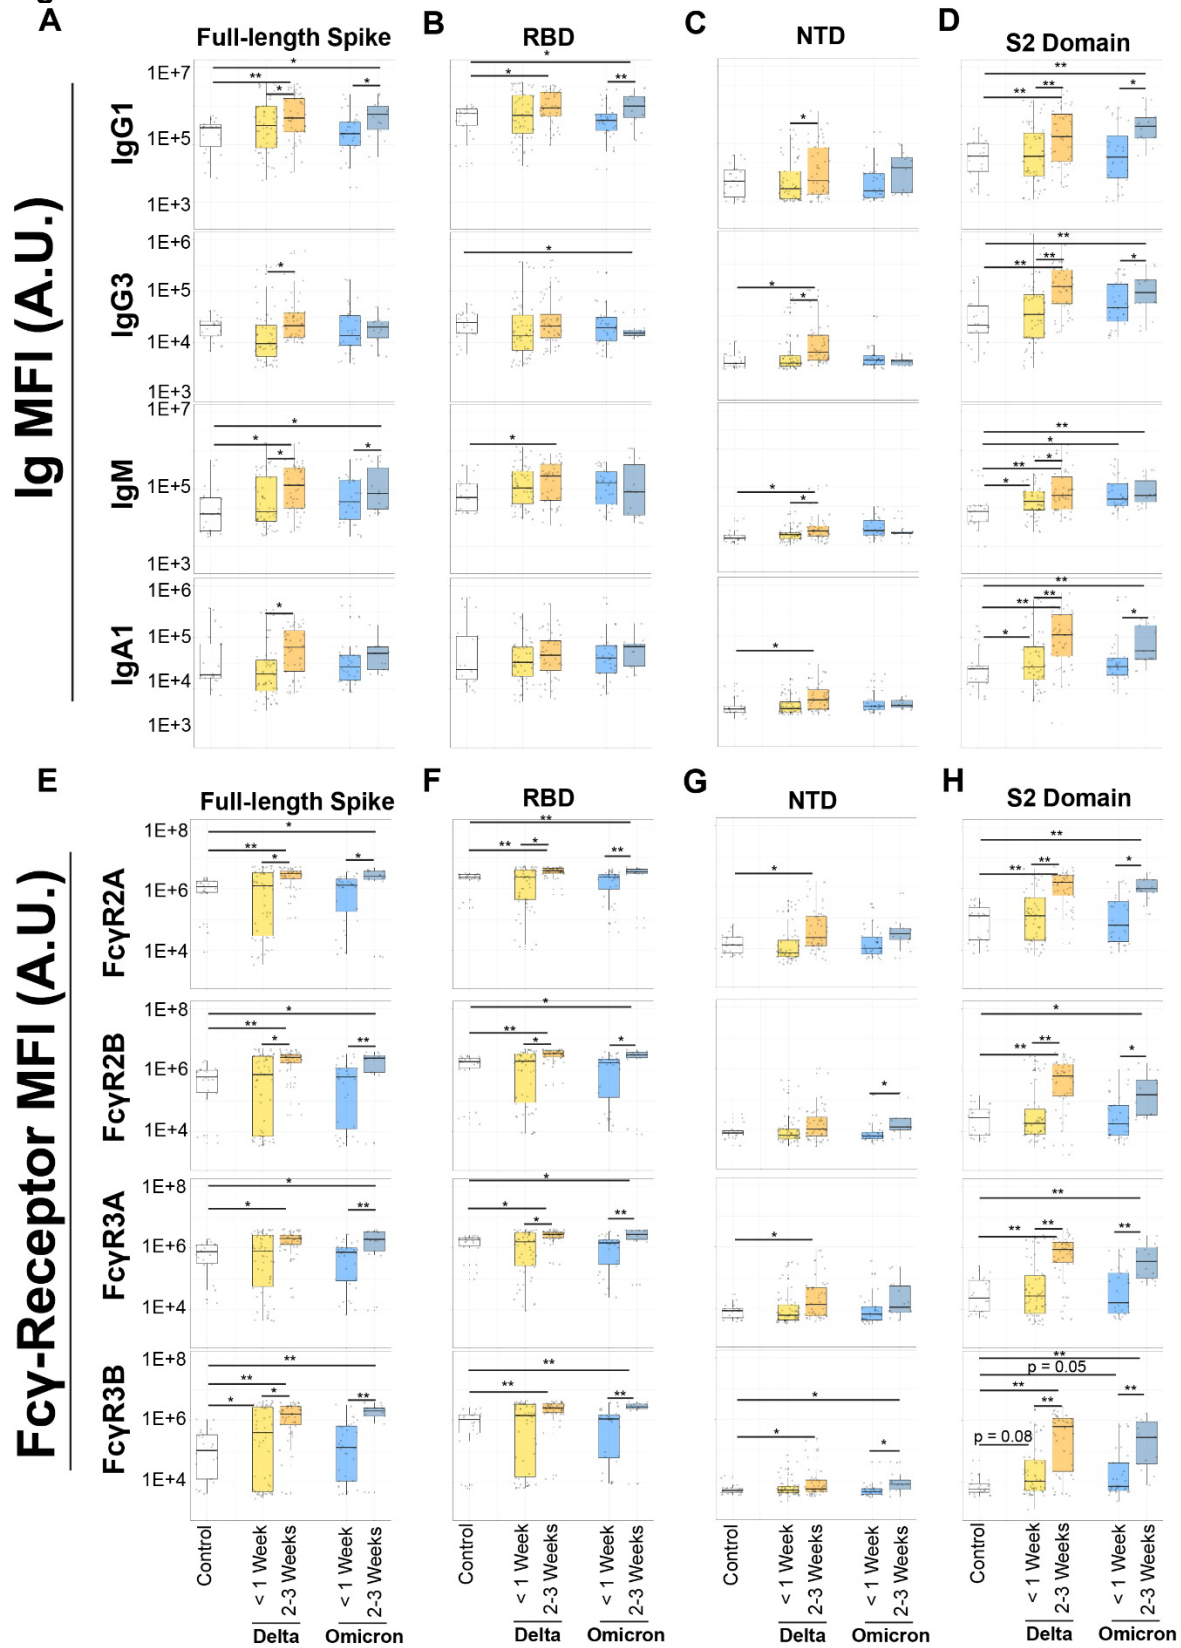 A
B
C
D
Full-length Spike
RBD
NTD
S2 Domain
Ig MFI (A.U.)
IgG1
1E+7
1E+5
1E+3
* ** * *
* * **
*
** ** ** *
IgG3
1E+6
1E+5
1E+4
1E+3
*
*
* *
** ** ** *
IgM
1E+7
1E+5
1E+3
* * * *
*
* *
** * * ** *
IgA1
1E+6
1E+5
1E+4
1E+3
*
*
** ** ** * *
E
F
G
H
Full-length Spike
RBD
NTD
S2 Domain
Fcγ-Receptor MFI (A.U.)
FcγR2A
1E+8
1E+6
1E+4
* ** * *
** ** * **
*
** ** ** *
FcγR2B
1E+8
1E+6
1E+4
* ** * **
* ** * *
*
* ** ** *
FcγR3A
1E+8
1E+6
1E+4
* * * **
* * * **
*
** ** ** **
FcγR3B
1E+8
1E+6
1E+4
** ** * * **
** ** **
* * *
**
p = 0.05
** ** **
p = 0.08
Control
< 1 Week
2-3 Weeks
< 1 Week
2-3 Weeks
Delta
Omicron
Control
< 1 Week
2-3 Weeks
< 1 Week
2-3 Weeks
Delta
Omicron
Control
< 1 Week
2-3 Weeks
< 1 Week
2-3 Weeks
Delta
Omicron
Control
< 1 Week
2-3 Weeks
< 1 Week
2-3 Weeks
Delta
Omicron